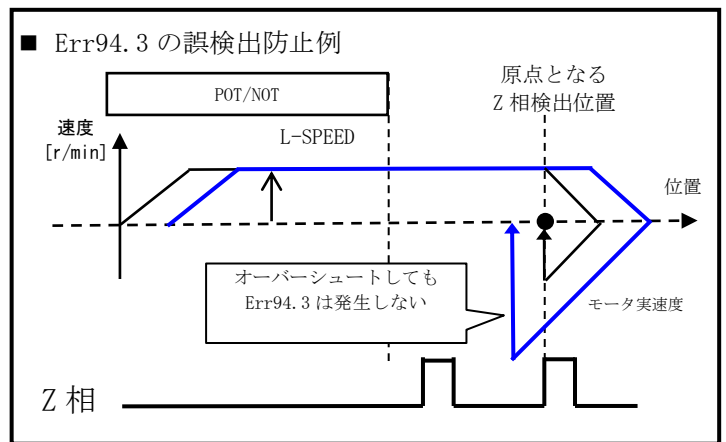 ■ Err94.3 の誤検出防止例
POT/NOT
原点となる
Z 相検出位置
速度
[r/min]
L-SPEED
位置
オーバーシュートしても
Err94.3 は発生しない
モータ実速度
Z 相